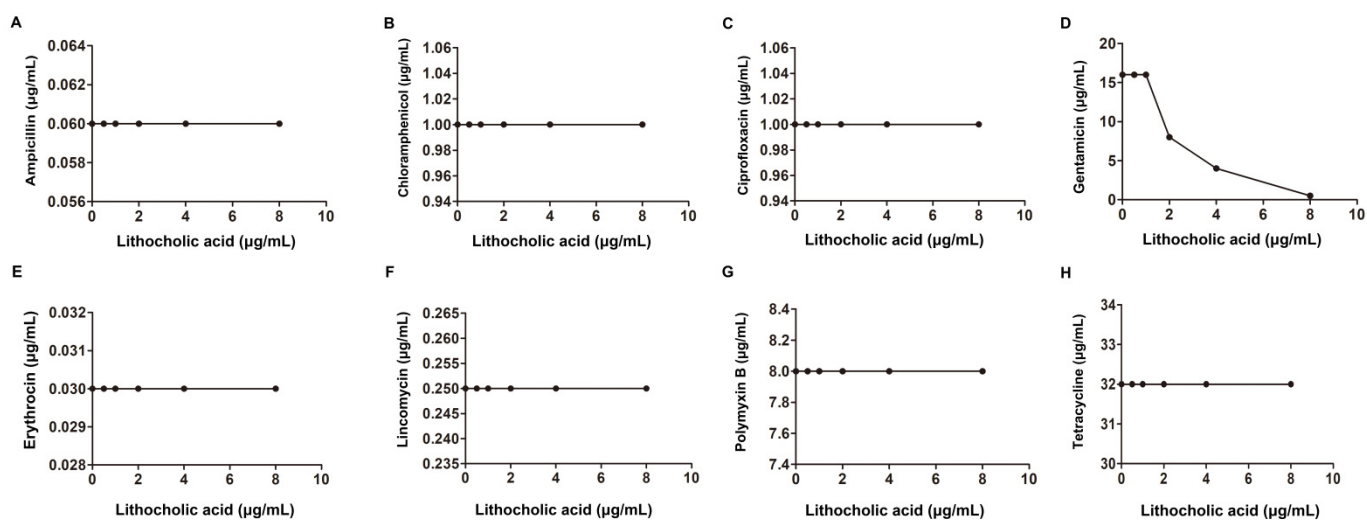 A
Ampicillin (µg/mL)
0.064
0.062
0.060
0.058
0.056
0 2 4 6 8 10
Lithocholic acid (µg/mL)
B
Chloramphenicol (µg/mL)
1.06
1.04
1.02
1.00
0.98
0.96
0.94
0 2 4 6 8 10
Lithocholic acid (µg/mL)
C
Ciprofloxacin (µg/mL)
1.06
1.04
1.02
1.00
0.98
0.96
0.94
0 2 4 6 8 10
Lithocholic acid (µg/mL)
D
Gentamicin (µg/mL)
20
15
10
5
0
0 2 4 6 8 10
Lithocholic acid (µg/mL)
E
Erythrocin (µg/mL)
0.032
0.031
0.030
0.029
0.028
0 2 4 6 8 10
Lithocholic acid (µg/mL)
F
Lincomycin (µg/mL)
0.265
0.260
0.255
0.250
0.245
0.240
0.235
0 2 4 6 8 10
Lithocholic acid (µg/mL)
G
Polymyxin B (µg/mL)
8.4
8.2
8.0
7.8
7.6
7.4
0 2 4 6 8 10
Lithocholic acid (µg/mL)
H
Tetracycline (µg/mL)
34
33
32
31
30
0 2 4 6 8 10
Lithocholic acid (µg/mL)